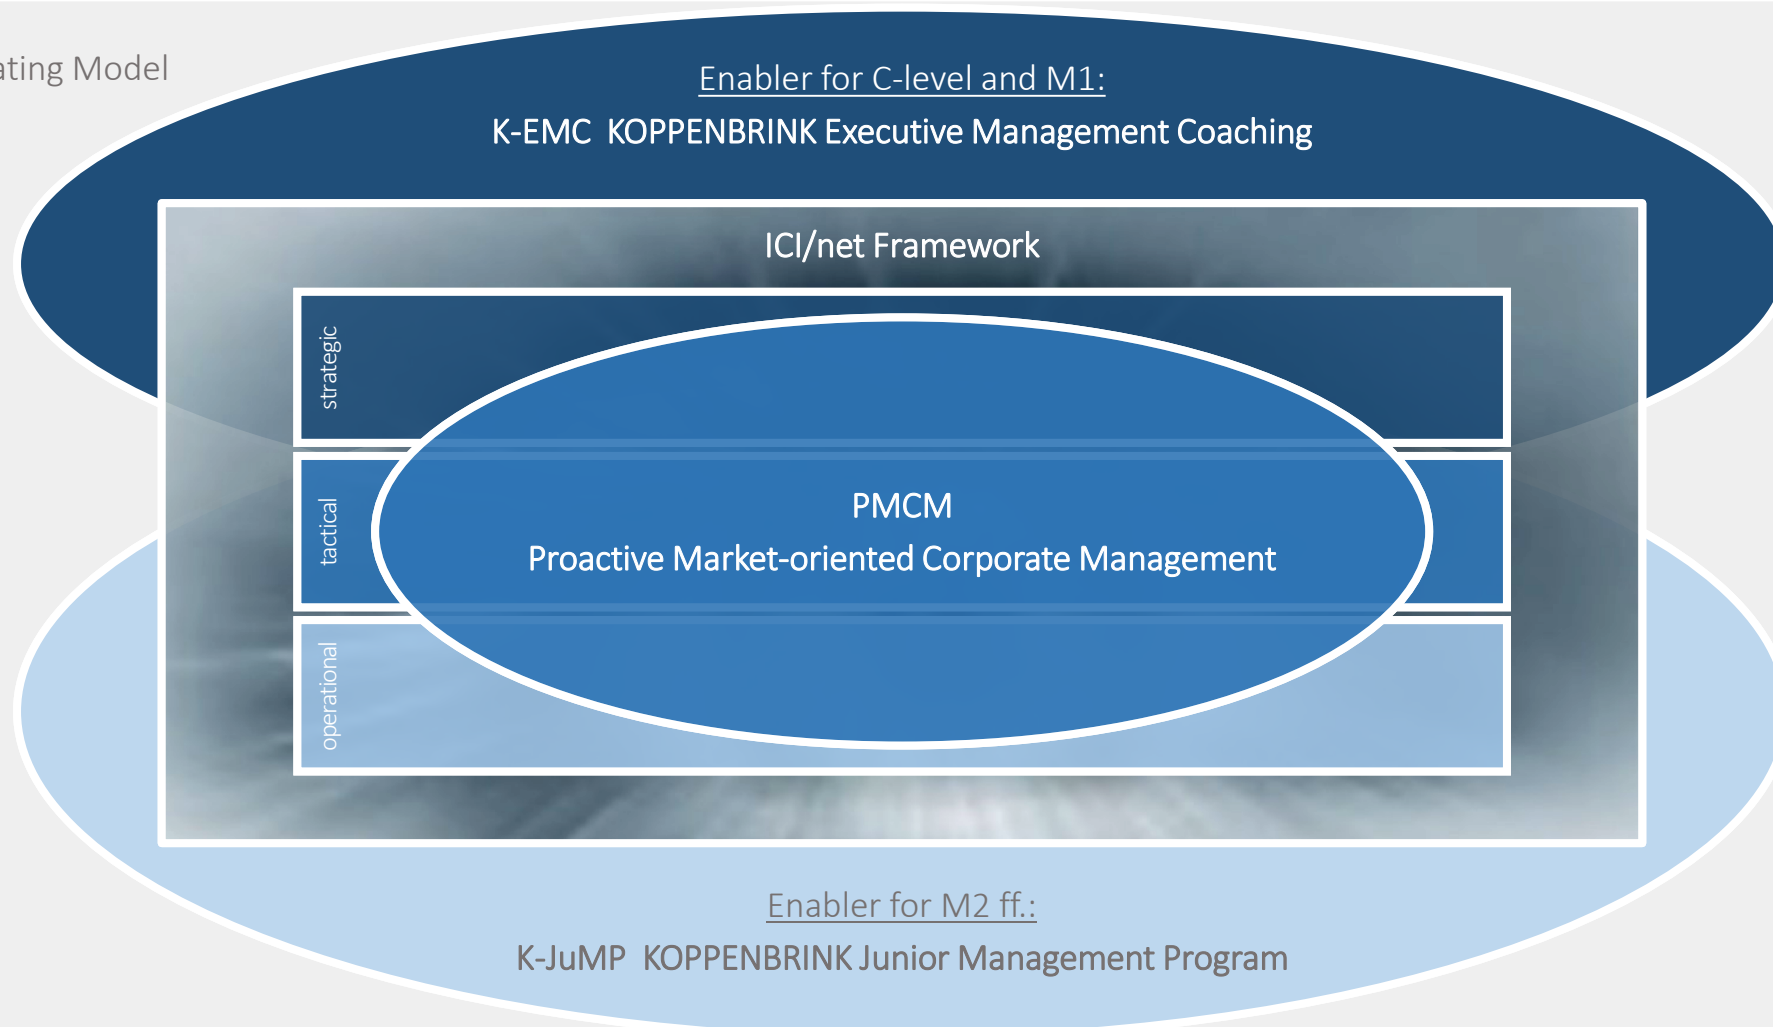 ating Model
Enabler for C-level and M1:
K-EMC KOPPENBRINK Executive Management Coaching
ICI/net Framework
strategic
tactical
PMCM
Proactive Market-oriented Corporate Management
operational
Enabler for M2 ff.:
K-JuMP KOPPENBRINK Junior Management Program